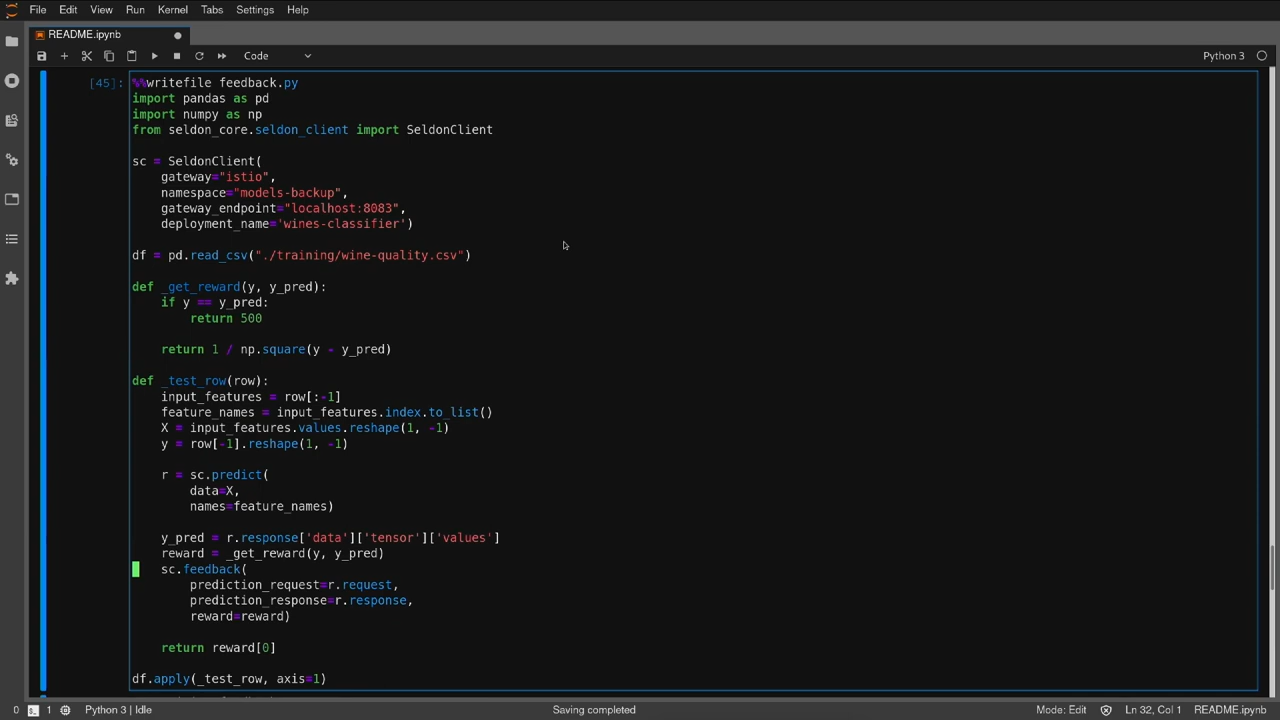 File Edit View Run Kernel Tabs Settings Help
README.ipynb
Code
Python 3
[45]:
%%writefile feedback.py
import pandas as pd
import numpy as np
from seldon_core.seldon_client import SeldonClient
sc = SeldonClient(
gateway="istio",
namespace="models-backup",
gateway_endpoint="localhost:8083",
deployment_name='wines-classifier')
df = pd.read_csv("./training/wine-quality.csv")
def _get_reward(y, y_pred):
if y == y_pred:
return 500
return 1 / np.square(y - y_pred)
def _test_row(row):
input_features = row[:-1]
feature_names = input_features.index.to_list()
X = input_features.values.reshape(1, -1)
y = row[-1].reshape(1, -1)
r = sc.predict(
data=X,
names=feature_names)
y_pred = r.response['data']['tensor']['values']
reward = _get_reward(y, y_pred)
sc.feedback(
prediction_request=r.request,
prediction_response=r.response,
reward=reward)
return reward[0]
df.apply(_test_row, axis=1)
0 1 Python 3 | Idle
Saving completed
Mode: Edit Ln 32, Col 1 README.ipynb